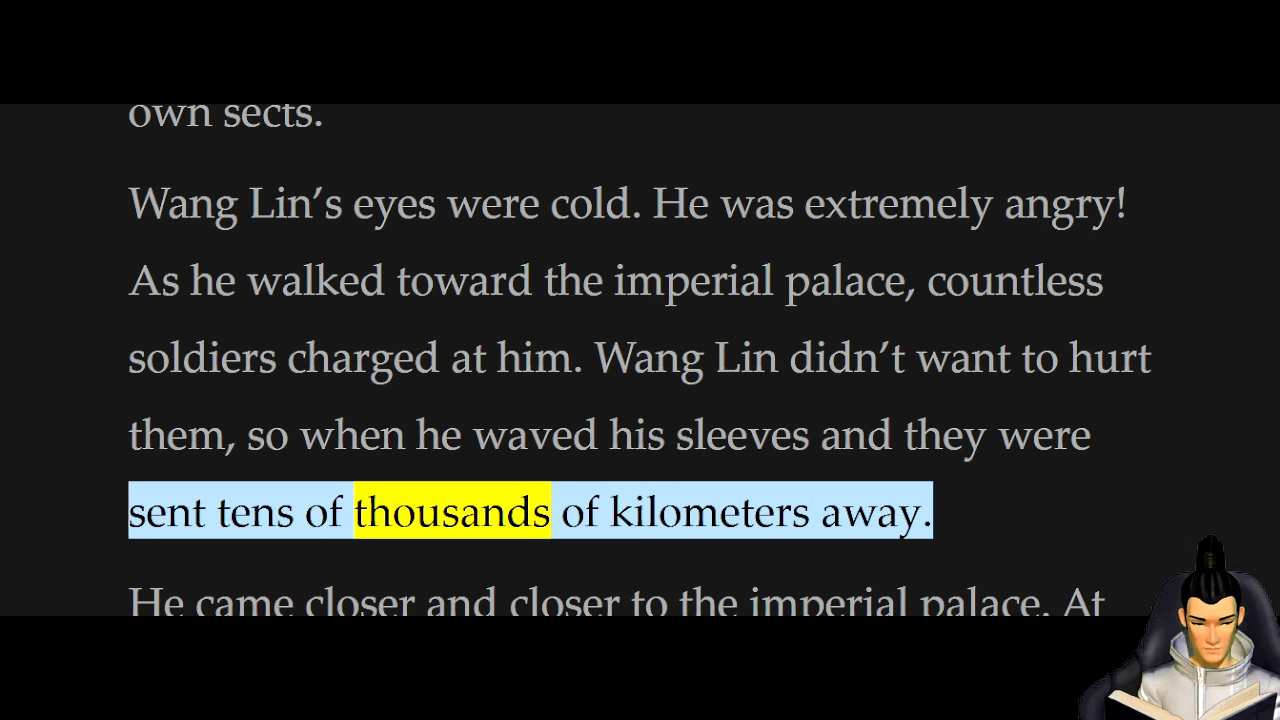 own sects.
Wang Lin’s eyes were cold. He was extremely angry!
As he walked toward the imperial palace, countless
soldiers charged at him. Wang Lin didn’t want to hurt
them, so when he waved his sleeves and they were
sent tens of thousands of kilometers away.
He came closer and closer to the imperial palace. At